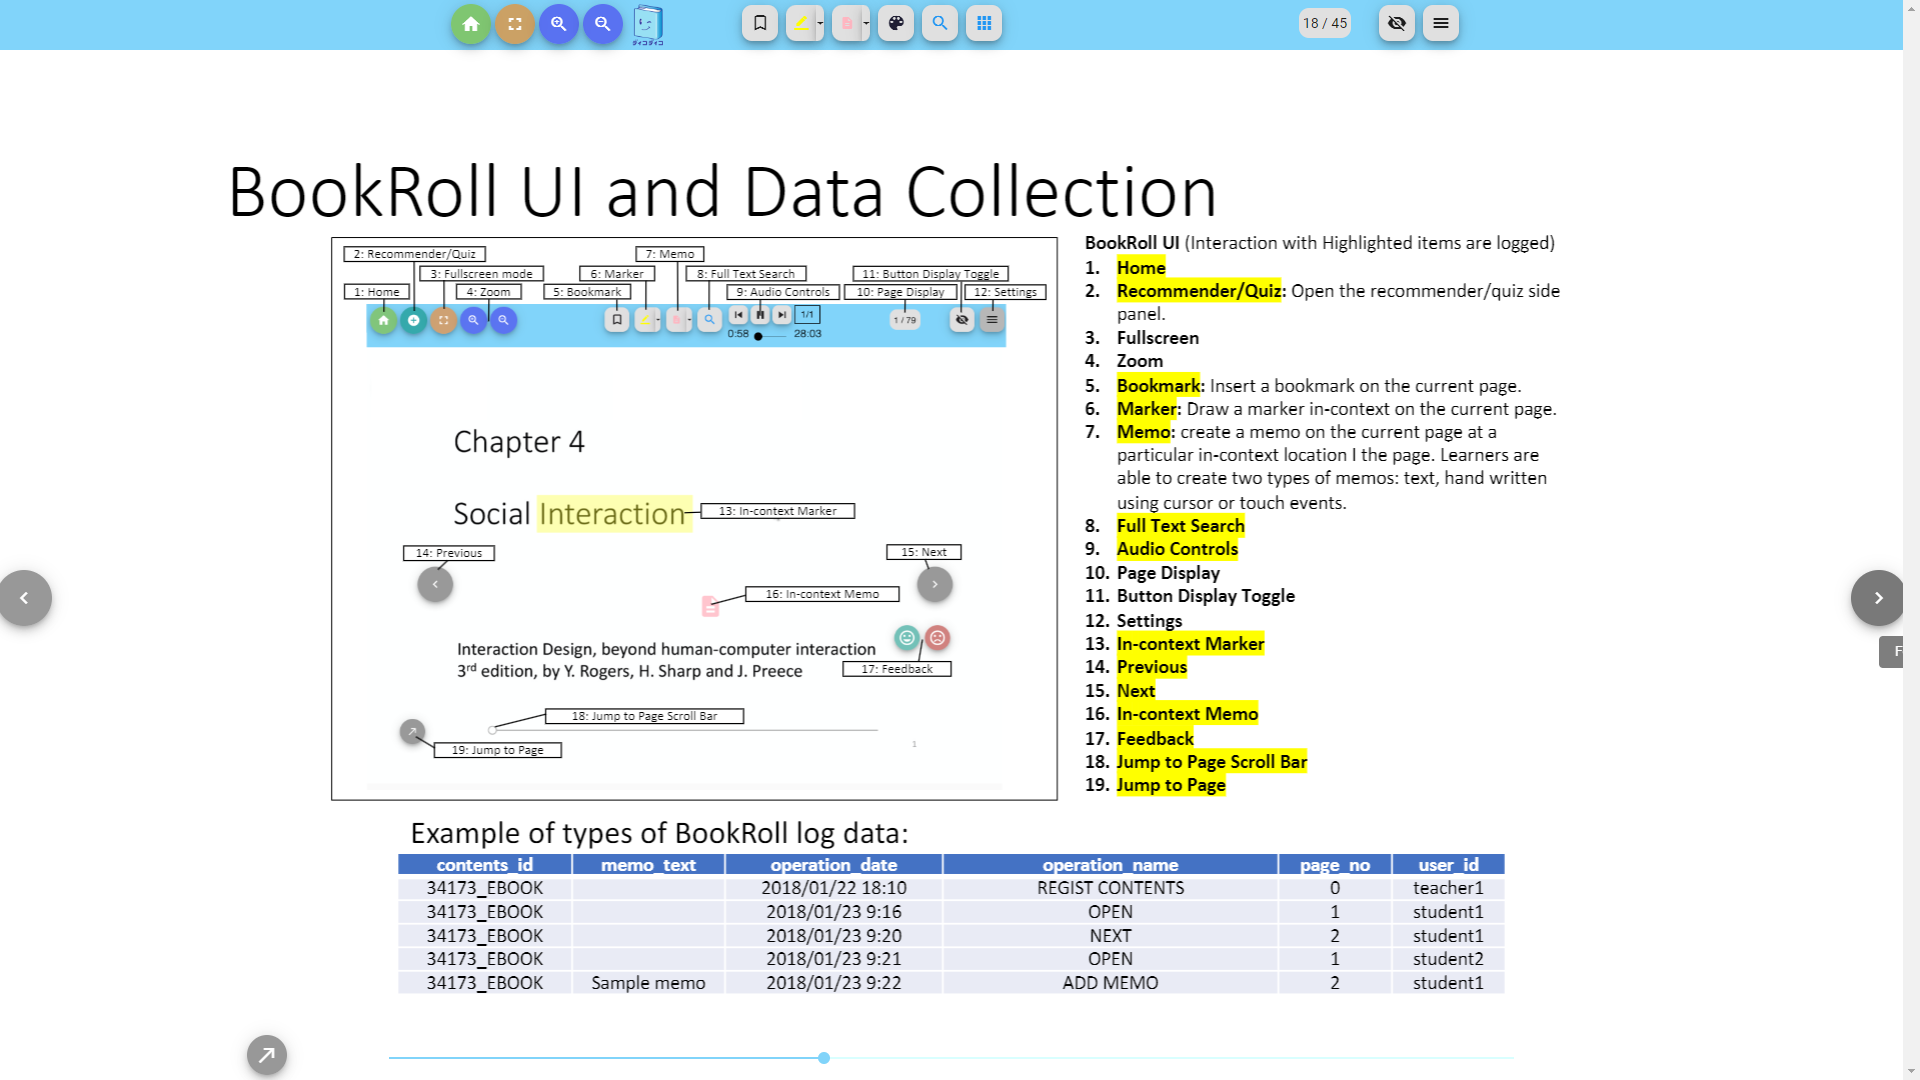 ダイコダイコ
18 / 45
BookRoll UI and Data Collection
2: Recommender/Quiz
7: Memo
3: Fullscreen mode
6: Marker
8: Full Text Search
11: Button Display Toggle
1: Home
4: Zoom
5: Bookmark
9: Audio Controls
10: Page Display
12: Settings
1/1
1 / 79
0:58
28:03
Chapter 4
Social Interaction
13: In-context Marker
14: Previous
15: Next
16: In-context Memo
Interaction Design, beyond human-computer interaction
3rd edition, by Y. Rogers, H. Sharp and J. Preece
17: Feedback
18: Jump to Page Scroll Bar
19: Jump to Page
1
BookRoll UI (Interaction with Highlighted items are logged)
1. Home
2. Recommender/Quiz: Open the recommender/quiz side
panel.
3. Fullscreen
4. Zoom
5. Bookmark: Insert a bookmark on the current page.
6. Marker: Draw a marker in-context on the current page.
7. Memo: create a memo on the current page at a
particular in-context location I the page. Learners are
able to create two types of memos: text, hand written
using cursor or touch events.
8. Full Text Search
9. Audio Controls
10. Page Display
11. Button Display Toggle
12. Settings
13. In-context Marker
14. Previous
15. Next
16. In-context Memo
17. Feedback
18. Jump to Page Scroll Bar
19. Jump to Page
F
Example of types of BookRoll log data:
contents_id memo_text operation_date operation_name page_no user_id
34173_EBOOK 2018/01/22 18:10 REGIST CONTENTS 0 teacher1
34173_EBOOK 2018/01/23 9:16 OPEN 1 student1
34173_EBOOK 2018/01/23 9:20 NEXT 2 student1
34173_EBOOK 2018/01/23 9:21 OPEN 1 student2
34173_EBOOK Sample memo 2018/01/23 9:22 ADD MEMO 2 student1